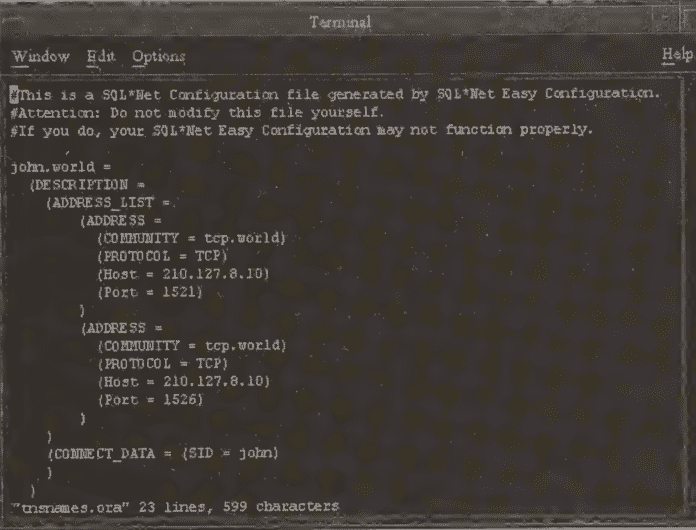 Terminal
Window Edit Options Help
#This is a SQL*Net Configuration file generated by SQL*Net Easy Configuration.
#Attention: Do not modify this file yourself.
#If you do, your SQL*Net Easy Configuration may not function properly.
john.world =
(DESCRIPTION =
(ADDRESS_LIST =
(ADDRESS =
(COMMUNITY = tcp.world)
(PROTOCOL = TCP)
(Host = 210.127.8.10)
(Port = 1521)
)
(ADDRESS =
(COMMUNITY = tcp.world)
(PROTOCOL = TCP)
(Host = 210.127.8.10)
(Port = 1526)
)
)
(CONNECT_DATA = (SID = john)
)
)
"tnsnames.ora" 23 lines, 599 characters